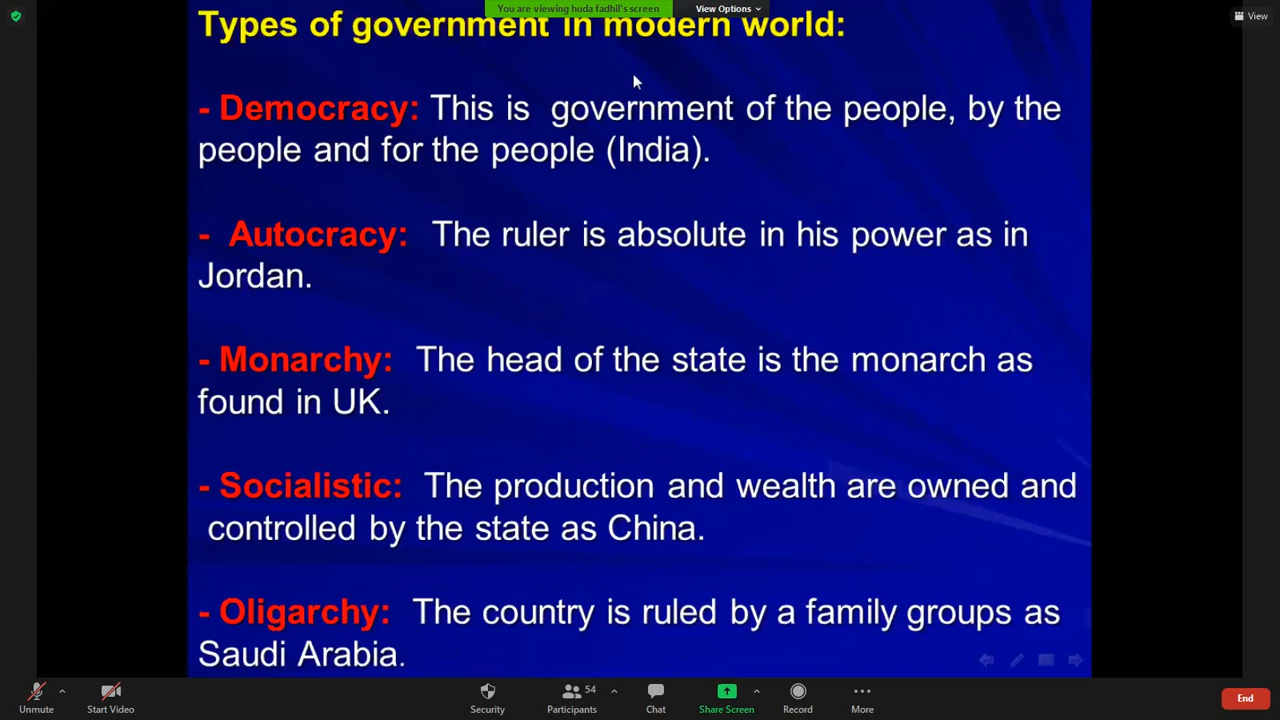 You are viewing huda fadhil's screen
View Options
View
Types of government in modern world:
- Democracy: This is government of the people, by the
people and for the people (India).
- Autocracy: The ruler is absolute in his power as in
Jordan.
- Monarchy: The head of the state is the monarch as
found in UK.
- Socialistic: The production and wealth are owned and
controlled by the state as China.
- Oligarchy: The country is ruled by a family groups as
Saudi Arabia.
Unmute
Start Video
Security
54
Participants
Chat
Share Screen
Record
More
End